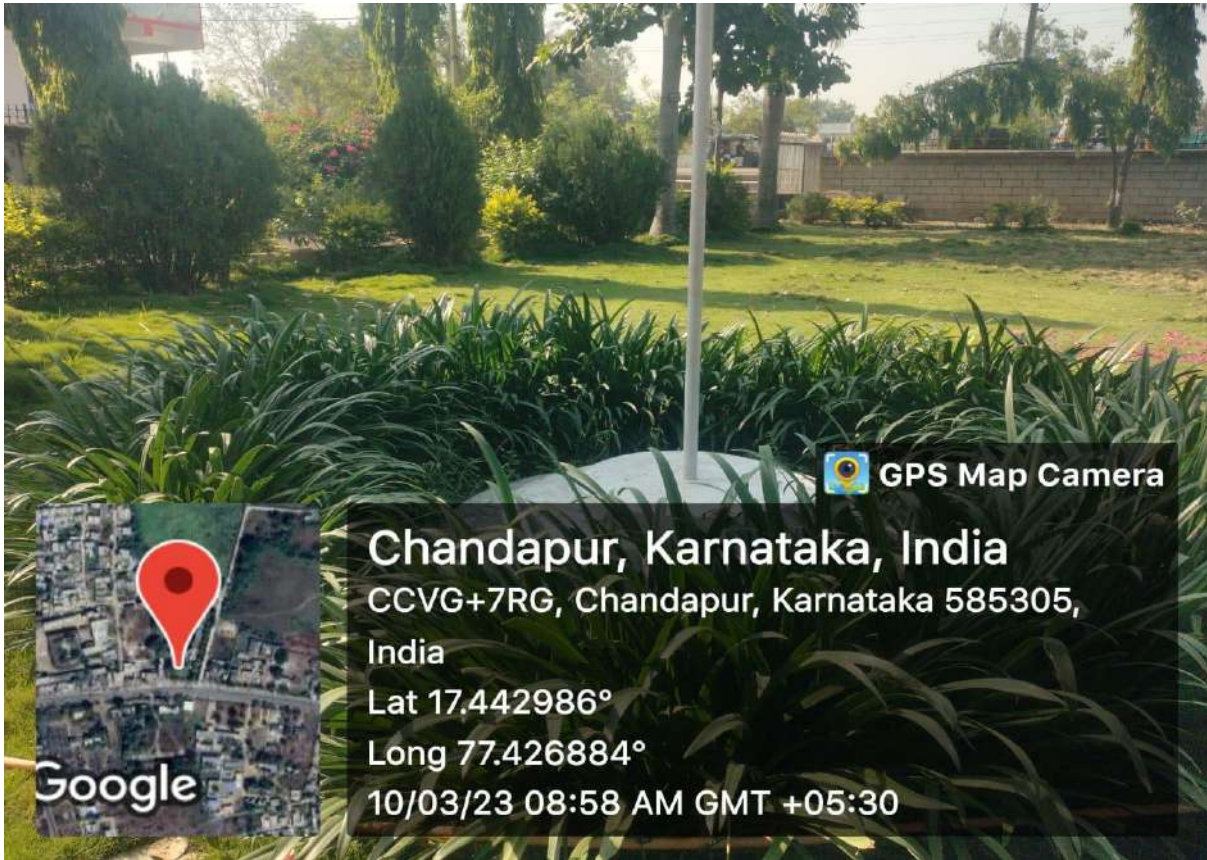 GPS Map Camera
Chandapur, Karnataka, India
CCVG+7RG, Chandapur, Karnataka 585305,
India
Lat 17.442986°
Long 77.426884°
10/03/23 08:58 AM GMT +05:30
Google